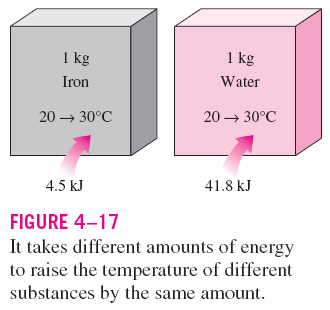 1 kg
Iron
20 → 30°C
4.5 kJ
1 kg
Water
20 → 30°C
41.8 kJ
FIGURE 4–17
It takes different amounts of energy
to raise the temperature of different
substances by the same amount.